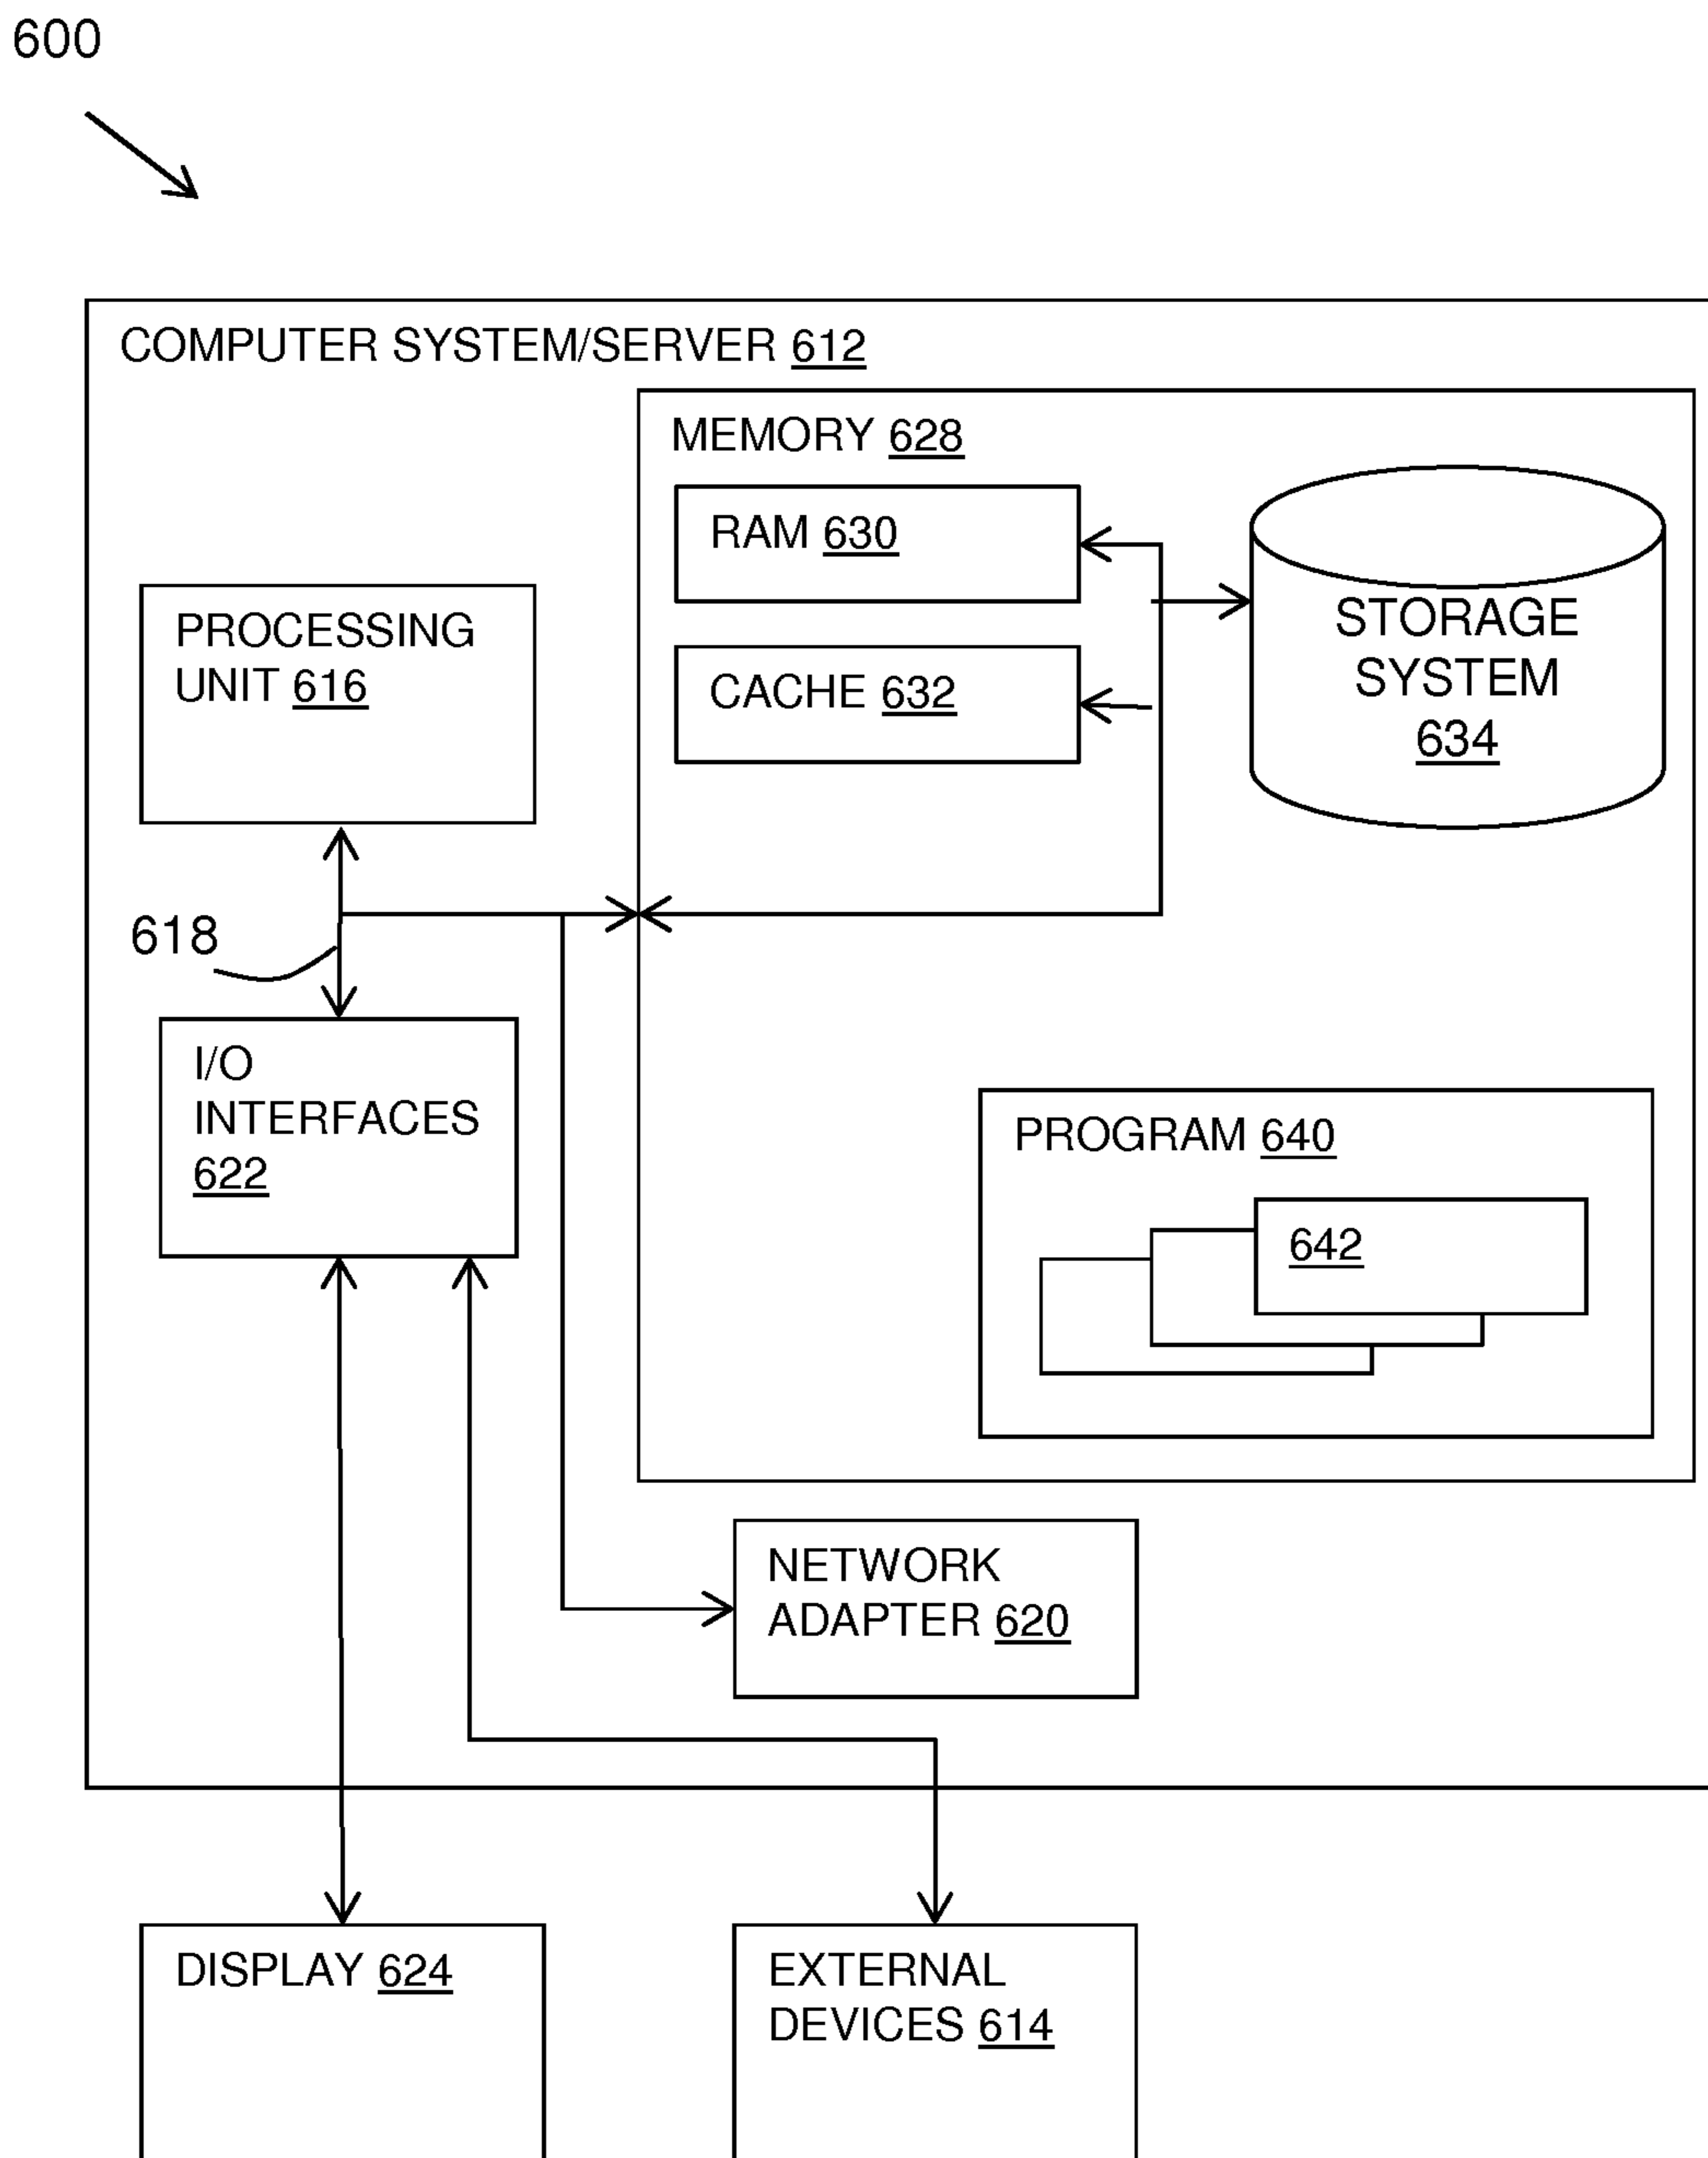 600
COMPUTER SYSTEM/SERVER 612
MEMORY 628
RAM 630
CACHE 632
STORAGE
SYSTEM
634
PROCESSING
UNIT 616
618
I/O
INTERFACES
622
PROGRAM 640
642
NETWORK
ADAPTER 620
DISPLAY 624
EXTERNAL
DEVICES 614